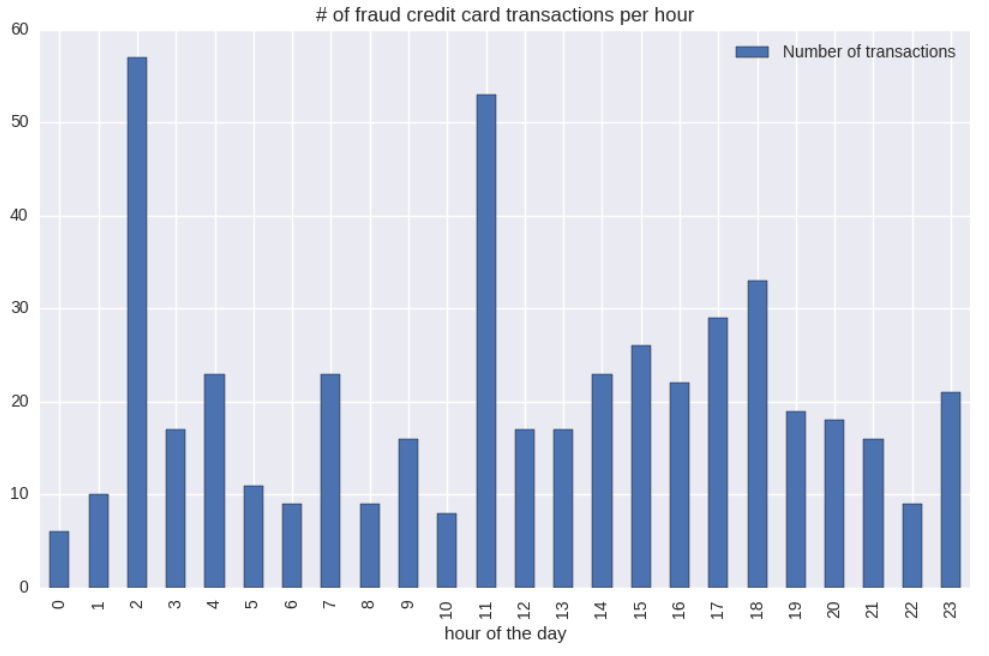 # of fraud credit card transactions per hour
Number of transactions
60
50
40
30
20
10
0
0 1 2 3 4 5 6 7 8 9 10 11 12 13 14 15 16 17 18 19 20 21 22 23
hour of the day